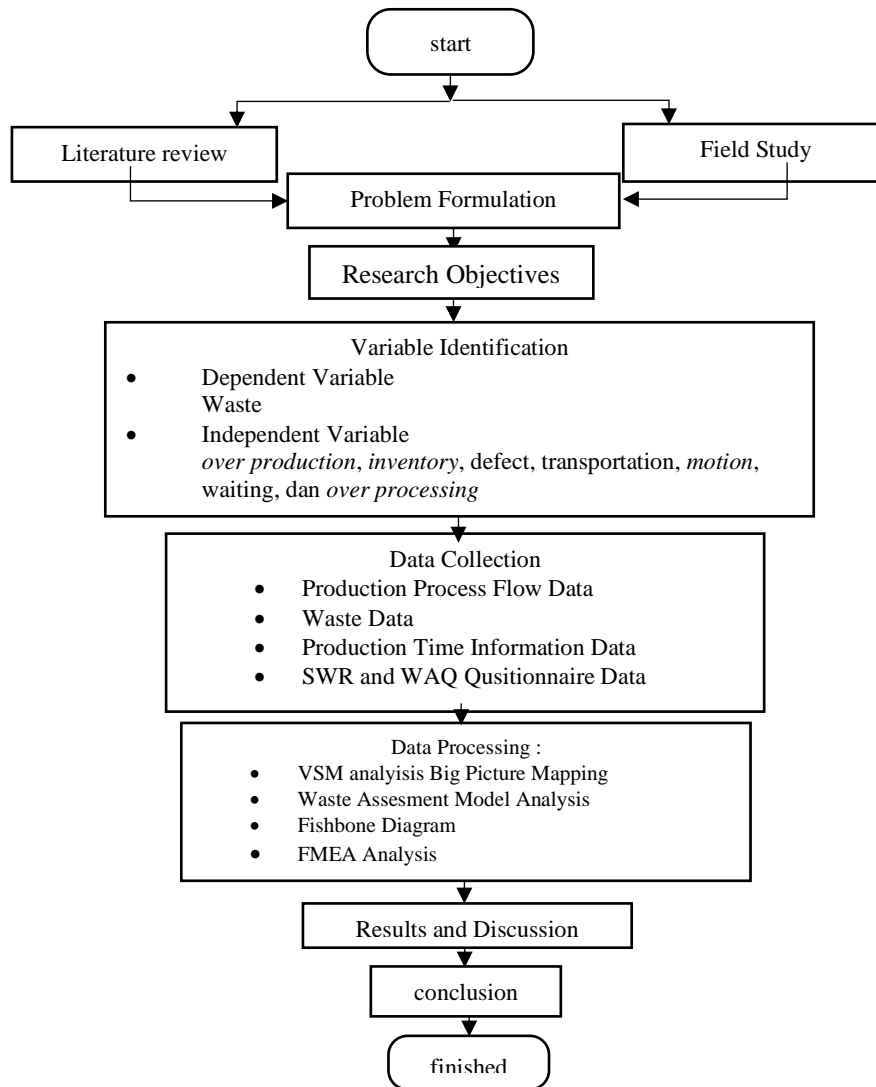 start
Literature review
Field Study
Problem Formulation
Research Objectives
Variable Identification
• Dependent Variable
Waste
• Independent Variable
over production, inventory, defect, transportation, motion,
waiting, dan over processing
Data Collection
• Production Process Flow Data
• Waste Data
• Production Time Information Data
• SWR and WAQ Qusitionnaire Data
Data Processing :
• VSM analyisis Big Picture Mapping
• Waste Assesment Model Analysis
• Fishbone Diagram
• FMEA Analysis
Results and Discussion
conclusion
finished